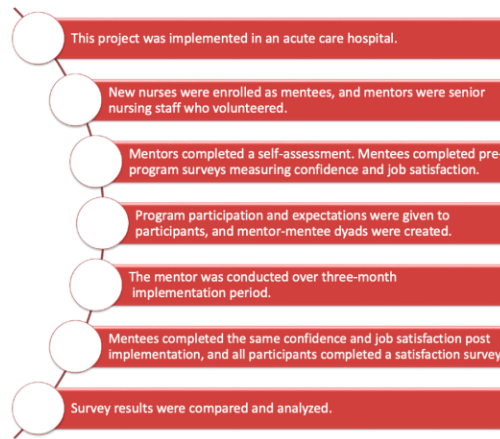 This project was implemented in an acute care hospital.
New nurses were enrolled as mentees, and mentors were senior
nursing staff who volunteered.
Mentors completed a self-assessment. Mentees completed pre-
program surveys measuring confidence and job satisfaction.
Program participation and expectations were given to
participants, and mentor-mentee dyads were created.
The mentor was conducted over three-month
implementation period.
Mentees completed the same confidence and job satisfaction post
implementation, and all participants completed a satisfaction survey
Survey results were compared and analyzed.